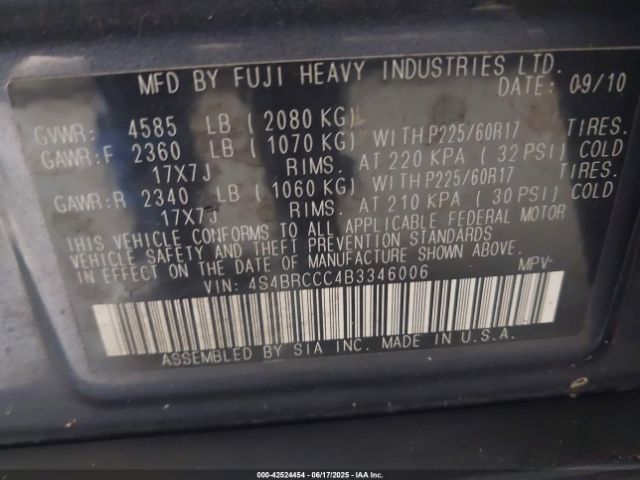 MFD BY FUJI HEAVY INDUSTRIES LTD.
DATE: 09/10
GVWR: 4585 LB (2080 KG)
GAWR:F 2360 LB (1070 KG) WITH P225/60R17 TIRES.
17X7J RIMS. AT 220 KPA (32 PSI) COLD
GAWR:R 2340 LB (1060 KG) WITH P225/60R17 TIRES.
17X7J RIMS. AT 210 KPA (30 PSI) COLD
THIS VEHICLE CONFORMS TO ALL APPLICABLE FEDERAL MOTOR
VEHICLE SAFETY AND THEFT PREVENTION STANDARDS
IN EFFECT ON THE DATE OF MANUFACTURE SHOWN ABOVE.
VIN: 4S4BRCCC4B3346006 MPV-
ASSEMBLED BY SIA INC. MADE IN U.S.A.
000-42524454 - 06/17/2025 - IAA Inc.